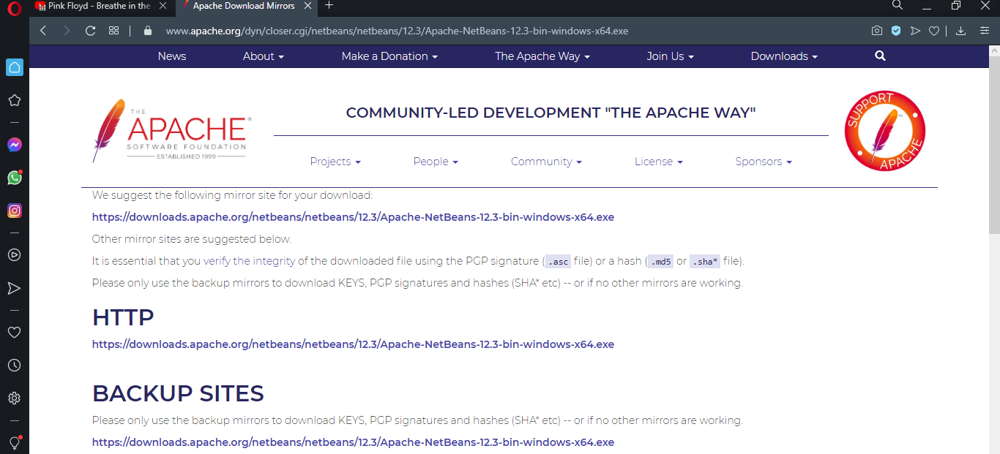 Pink Floyd - Breathe in the
Apache Download Mirrors
www.apache.org/dyn/closer.cgi/netbeans/netbeans/12.3/Apache-NetBeans-12.3-bin-windows-x64.exe
News About Make a Donation The Apache Way Join Us Downloads
THE
APACHE®
SOFTWARE FOUNDATION
ESTABLISHED 1999
COMMUNITY-LED DEVELOPMENT "THE APACHE WAY"
SUPPORT
APACHE
Projects People Community License Sponsors
We suggest the following mirror site for your download:
https://downloads.apache.org/netbeans/netbeans/12.3/Apache-NetBeans-12.3-bin-windows-x64.exe
Other mirror sites are suggested below.
It is essential that you verify the integrity of the downloaded file using the PGP signature ( .asc file) or a hash ( .md5 or .sha* file).
Please only use the backup mirrors to download KEYS, PGP signatures and hashes (SHA* etc) -- or if no other mirrors are working.
HTTP
https://downloads.apache.org/netbeans/netbeans/12.3/Apache-NetBeans-12.3-bin-windows-x64.exe
BACKUP SITES
Please only use the backup mirrors to download KEYS, PGP signatures and hashes (SHA* etc) -- or if no other mirrors are working.
https://downloads.apache.org/netbeans/netbeans/12.3/Apache-NetBeans-12.3-bin-windows-x64.exe